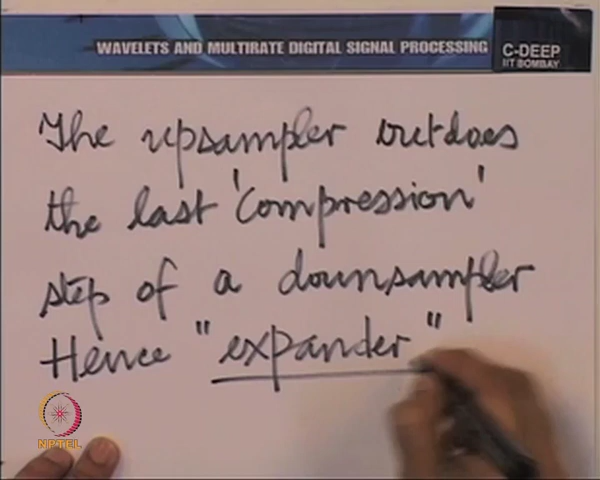 WAVELETS AND MULTIRATE DIGITAL SIGNAL PROCESSING
C-DEEP
IIT BOMBAY
The upsampler outdoes
the last 'compression'
step of a downsampler
Hence "expander"
NPTEL